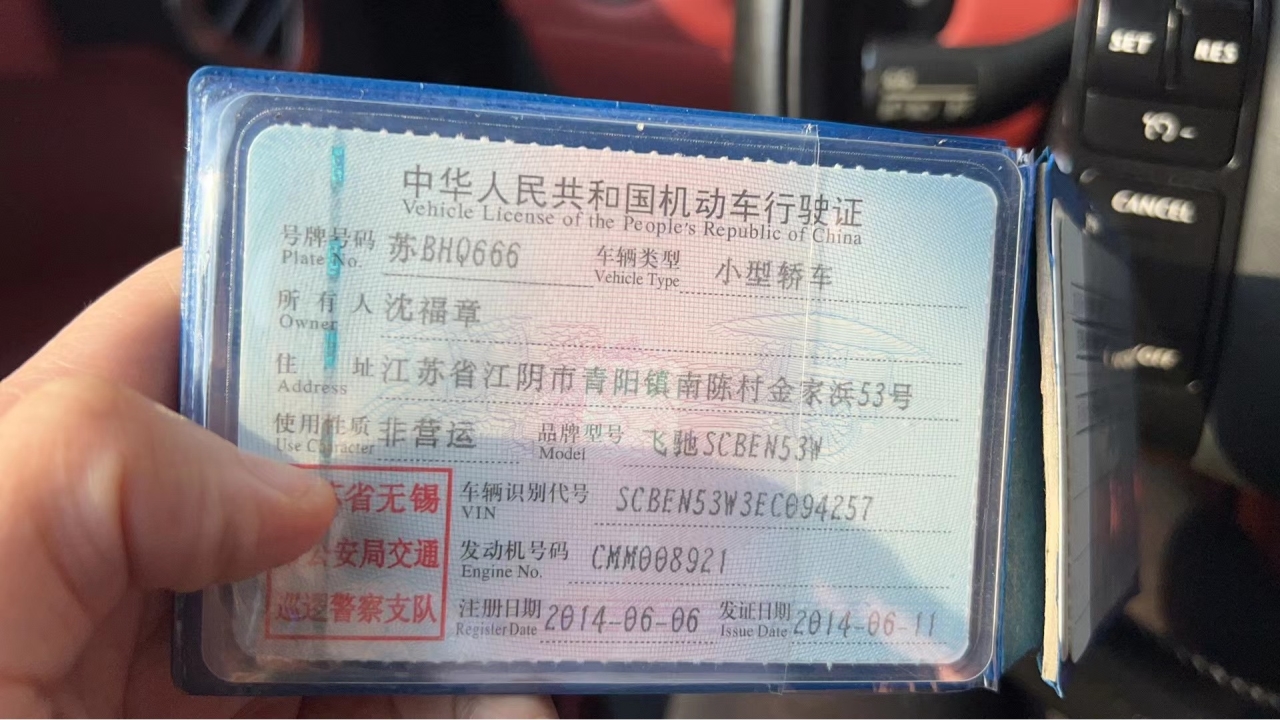 中华人民共和国机动车行驶证
Vehicle License of the People's Republic of China
号牌号码 苏BHQ666 车辆类型 小型轿车
Plate No. Vehicle Type
所有人 沈福章
Owner
住址 江苏省江阴市青阳镇南陈村金家浜53号
Address
使用性质 非营运 品牌型号 飞驰SCBEN53W
Use Character Model
省无锡
公安局交通
巡逻警察支队
车辆识别代号 SCBEN53W3EC094257
VIN
发动机号码 CMM008921
Engine No.
注册日期 2014-06-06 发证日期 2014-06-11
Register Date Issue Date
SET RES
CANCEL